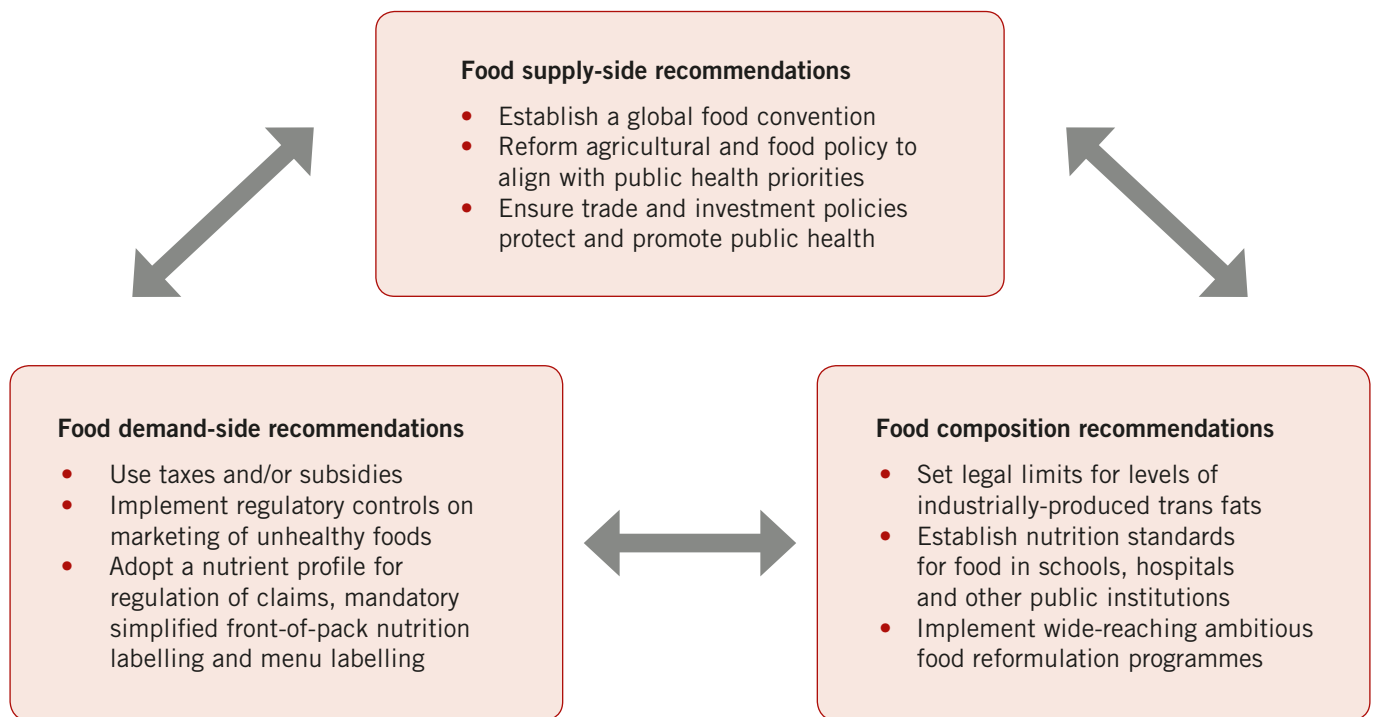 Food supply-side recommendations
• Establish a global food convention
• Reform agricultural and food policy to
align with public health priorities
• Ensure trade and investment policies
protect and promote public health
Food demand-side recommendations
• Use taxes and/or subsidies
• Implement regulatory controls on
marketing of unhealthy foods
• Adopt a nutrient profile for
regulation of claims, mandatory
simplified front-of-pack nutrition
labelling and menu labelling
Food composition recommendations
• Set legal limits for levels of
industrially-produced trans fats
• Establish nutrition standards
for food in schools, hospitals
and other public institutions
• Implement wide-reaching ambitious
food reformulation programmes